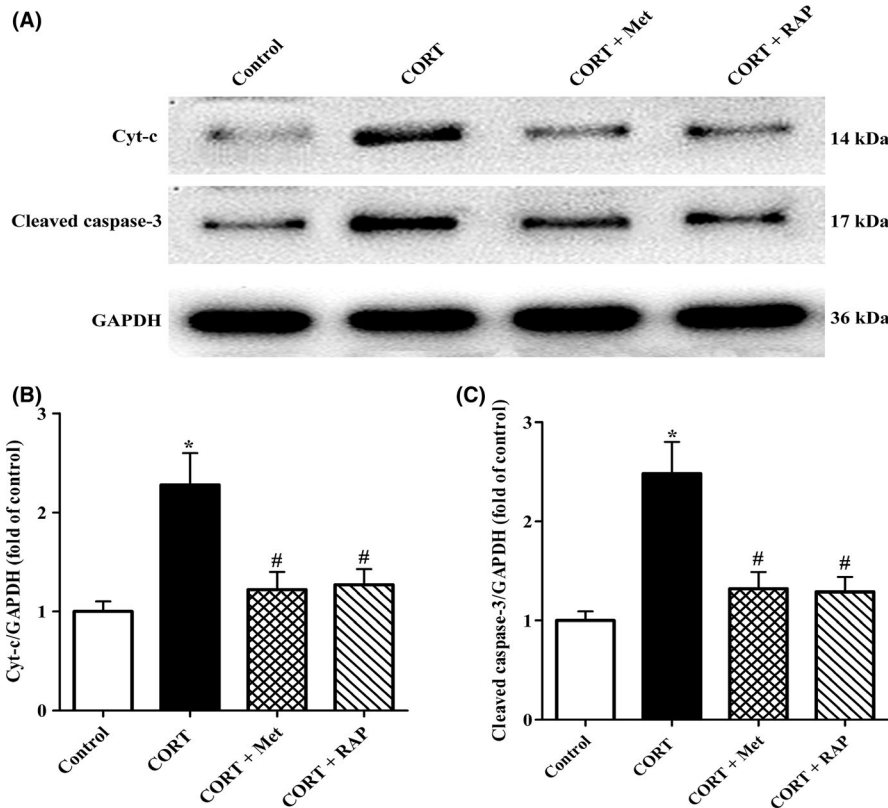 (A)
Control
CORT
CORT + Met
CORT + RAP
Cyt-c
14 kDa
Cleaved caspase-3
17 kDa
GAPDH
36 kDa
(B)
Cyt-c/GAPDH (fold of control)
3
2
1
0
*
#
#
Control
CORT
CORT + Met
CORT + RAP
(C)
Cleaved caspase-3/GAPDH (fold of control)
3
2
1
0
*
#
#
Control
CORT
CORT + Met
CORT + RAP